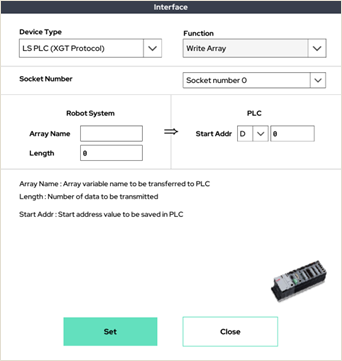 Interface
Device Type
Function
LS PLC (XGT Protocol)
Write Array
Socket Number
Socket number 0
Robot System
PLC
Array Name
⇒
Start Addr
D
0
Length
0
Array Name : Array variable name to be transferred to PLC
Length : Number of data to be transmitted
Start Addr : Start address value to be saved in PLC
Set
Close